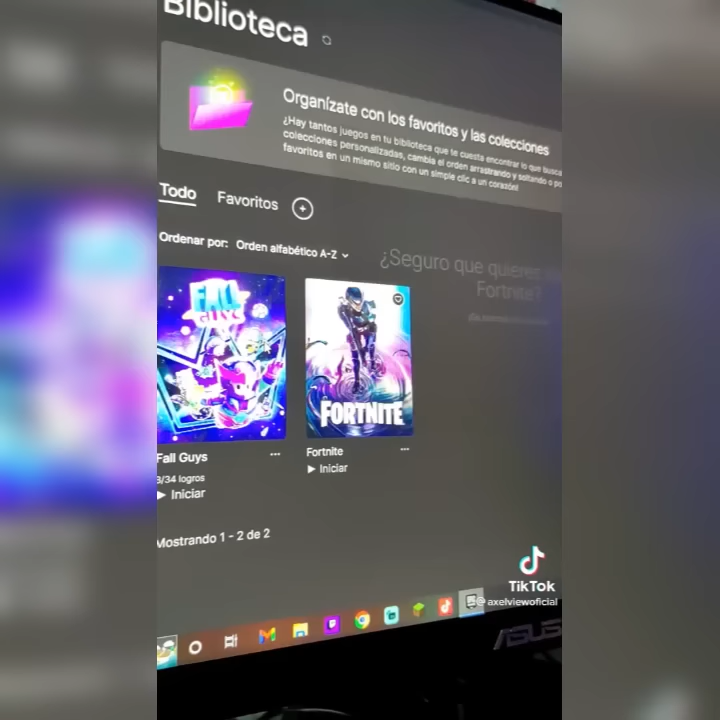 Biblioteca
Organízate con los favoritos y las colecciones
¿Hay tantos juegos en tu biblioteca que te cuesta encontrar lo que busca
colecciones personalizadas, cambia el orden arrastrando y soltando o po
favoritos en un mismo sitio con un simple clic a un corazón!
Todo
Favoritos
Ordenar por: Orden alfabético A-Z
¿Seguro que quieres
Fortnite?
FALL
GUYS
FORTNITE
Fall Guys
3/34 logros
Iniciar
Fortnite
Iniciar
Mostrando 1 - 2 de 2
TikTok
@axelviewoficial
ASUS